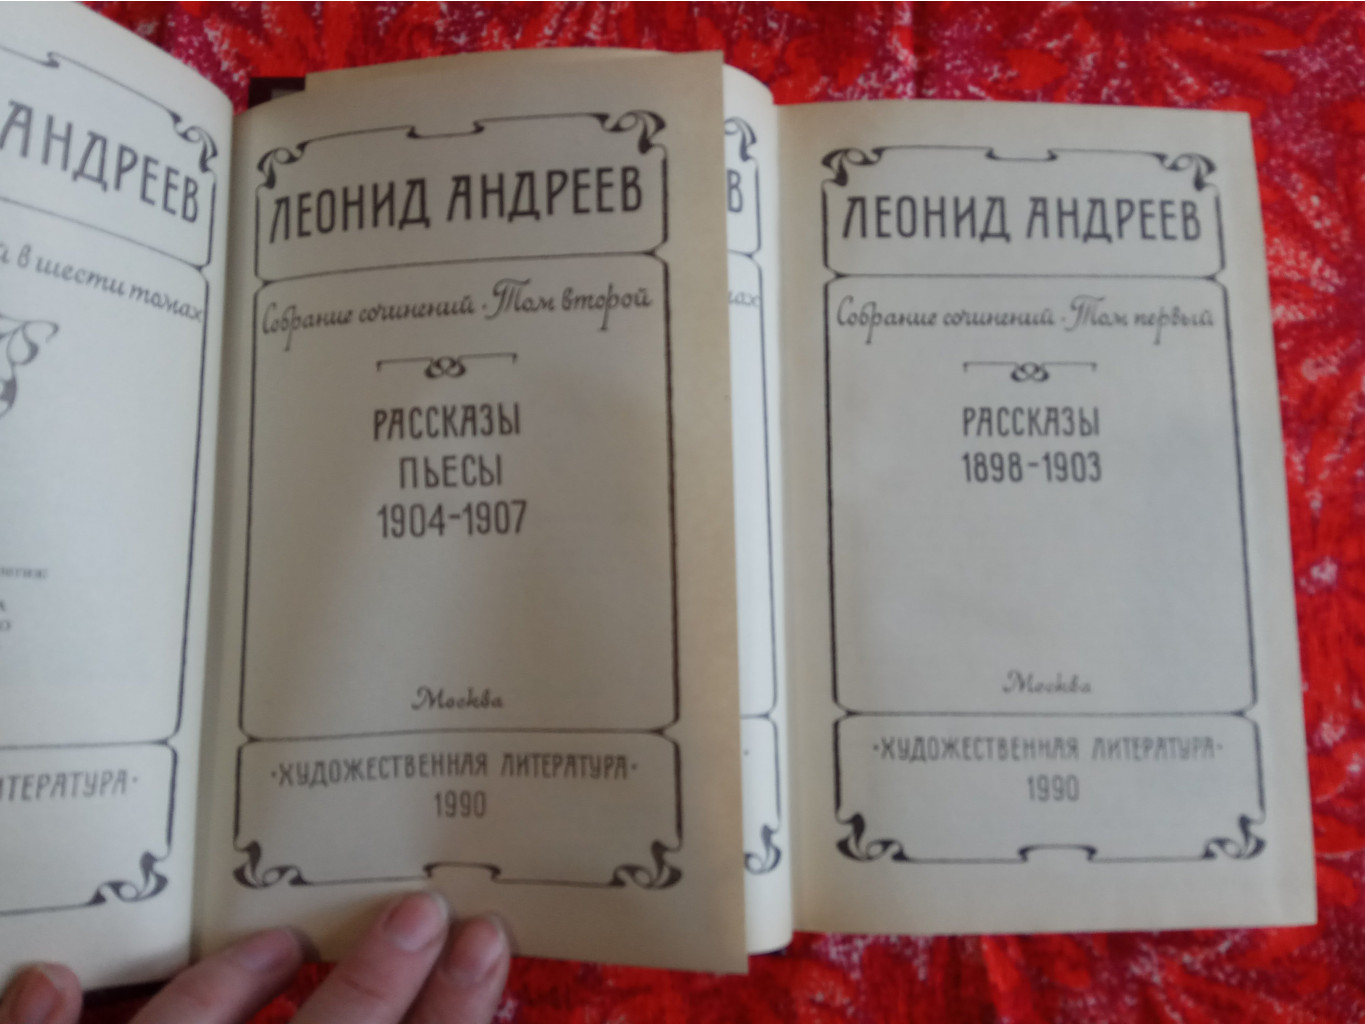 АНДРЕЕВ
в шести томах
ЛЕОНИД АНДРЕЕВ
Собрание сочинений · Том второй
РАССКАЗЫ
ПЬЕСЫ
1904-1907
Москва
·ХУДОЖЕСТВЕННАЯ ЛИТЕРАТУРА·
1990
ЛЕОНИД АНДРЕЕВ
Собрание сочинений · Том первый
РАССКАЗЫ
1898-1903
Москва
·ХУДОЖЕСТВЕННАЯ ЛИТЕРАТУРА·
1990